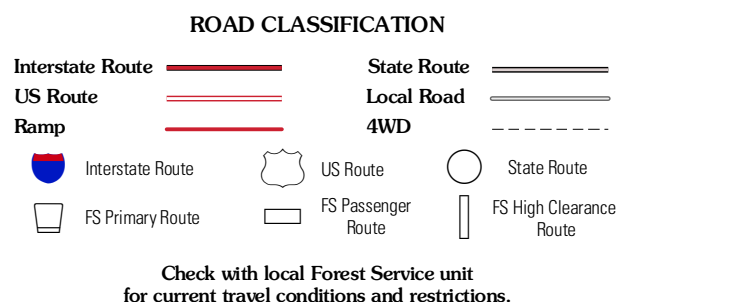 ROAD CLASSIFICATION
Interstate Route
State Route
US Route
Local Road
Ramp
4WD
Interstate Route
US Route
State Route
FS Primary Route
FS Passenger
Route
FS High Clearance
Route
Check with local Forest Service unit
for current travel conditions and restrictions.